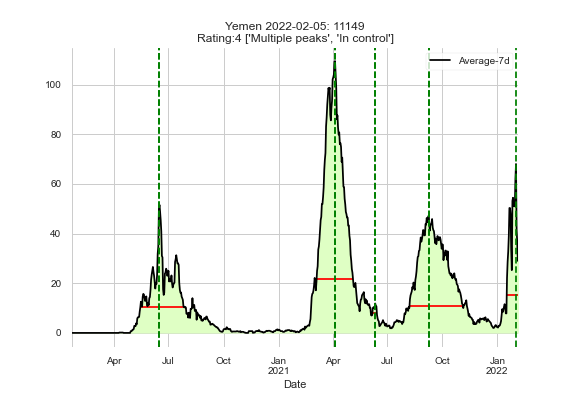 Yemen 2022-02-05: 11149
Rating:4 ['Multiple peaks', 'In control']
Average-7d
100
80
60
40
20
0
Apr
Jul
Oct
Jan
2021
Apr
Jul
Oct
Jan
2022
Date